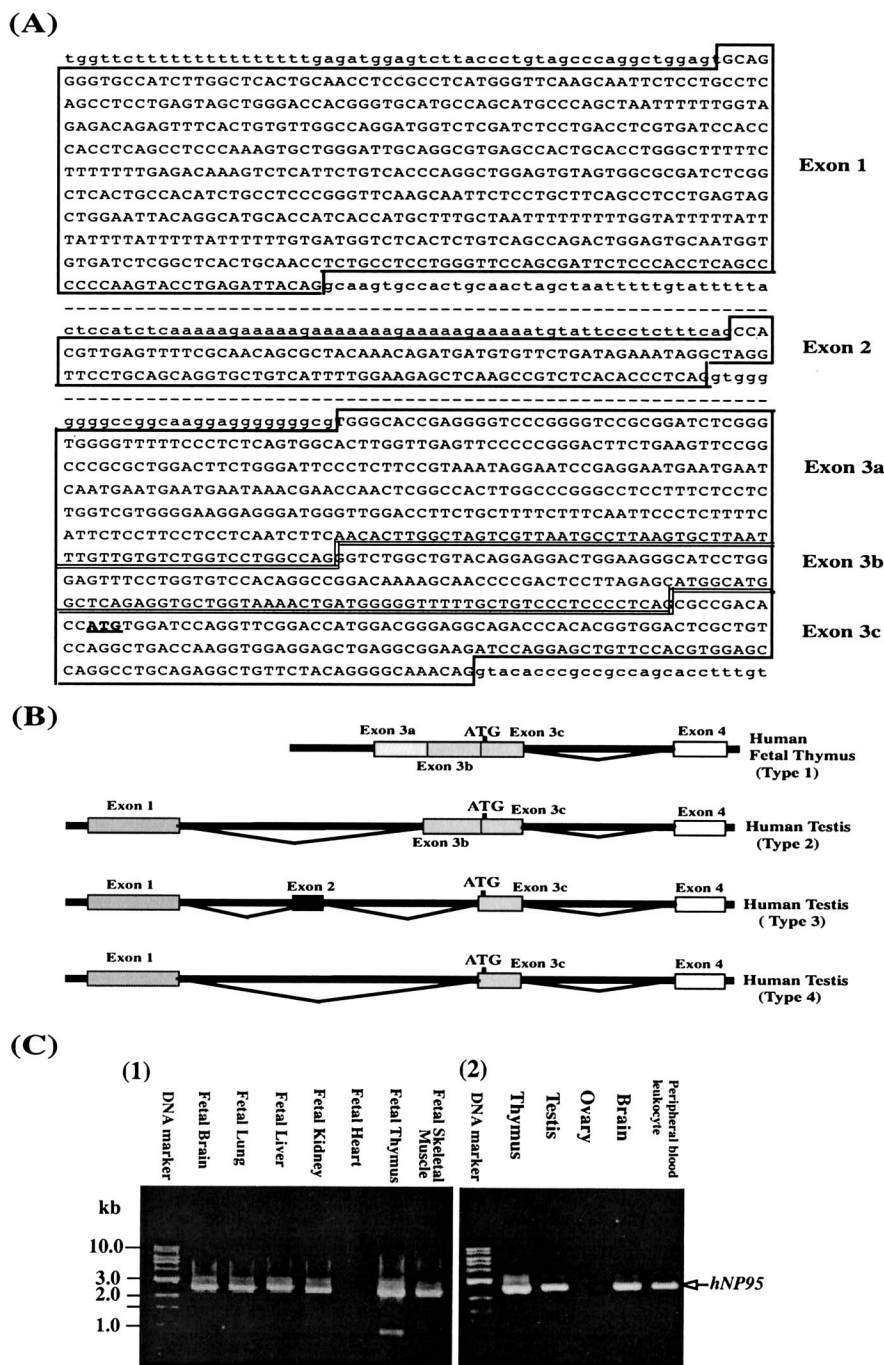 (A)
tggttcttttttttttttttttgagatggagtcttaccctgtagcccaggctggagtGCAG
GGGTGCCATCTTGGCTCACTGCAACCTCCGCCTCATGGGTTCAAGCAATTCTCCTGCCTC
AGCCTCCTGAGTAGCTGGGACCACGGGTGCATGCCAGCATGCCCAGCTAATTTTTTGGTA
GAGACAGAGTTTCACTGTGTTGGCCAGGATGGTCTCGATCTCCTGACCTCGTGATCCACC
CACCTCAGCCTCCCAAAGTGCTGGGATTGCAGGCGTGAGCCACTGCACCTGGGCTTTTTC
TTTTTTTTGAGACAAAGTCTCATTCTGTCACCCAGGCTGGAGTGTAGTGGCGCGATCTCGG
CTCACTGCCACATCTGCCTCCCGGGTTCAAGCAATTCTCCTGCTTCAGCCTCCTGAGTAG
CTGGAATTACAGGCATGCACCATCACCATGCTTTGCTAATTTTTTTTTGGTATTTTTATT
TATTTTATTTTTATTTTTTGTGATGGTCTCACTCTGTCAGCCAGACTGGAGTGCAATGGT
GTGATCTCGGCTCACTGCAACCTCTGCCTCCTGGGTTCCAGCGATTCTCCCACCTCAGCC
CCCCAAGTACCTGAGATTACAGgcaagtgccactgcaactagctaatttttgtattttta
Exon 1
ctccatctcaaaaagaaaaagaaaaaaagaaaaagaaaaatgtattccctctttcagCCA
CGTTGAGTTTTCGCAACAGCGCTACAAACAGATGATGTGTTCTGATAGAAATAGGCTAGG
TTCCTGCAGCAGGTGCTGTCATTTTGGAAGAGCTCAAGCCGTCTCACACCCTCAGgtggg
Exon 2
ggggccggcaaggaggggggggcgTGGGCACCGAGGGGTCCCGGGGTCCGCGGATCTCGGG
TGGGGTTTTTCCCTCTCAGTGGCACTTGGTTGAGTTCCCCCGGGACTTCTGAAGTTCCGG
CCCGCGCTGGACTTCTGGGATTCCCTCTTCCGTAAATAGGAATCCGAGGAATGAATGAAT
CAATGAATGAATGAATAAACGAACCAACTCGGCCACTTGGCCCGGGCCTCCTTTCTCCTC
TGGTCGTGGGGAAGGAGGGATGGGTTGGACCTTCTGCTTTTCTTTCAATTCCCTCTTTTC
ATTCTCCTTCCTCCTCAATCTTCAACACTTGGCTAGTCGTTAATGCCTTAAGTGCTTAAT
TTGTTGTGTCTGGTCCTGGCCAGGGTCTGGCTGTACAGGAGGACTGGAAGGGCATCCTGG
GAGTTTCCTGGTGTCCACAGGCCGGACAAAAGCAACCCCGACTCCTTAGAGCATGGCATG
GCTCAGAGGTGCTGGTAAAACTGATGGGGGTTTTTGCTGTCCCTCCCCTCAGCGCCGACA
CCATGTGGATCCAGGTTCGGACCATGGACGGGAGGCAGACCCACACGGTGGACTCGCTGT
CCAGGCTGACCAAGGTGGAGGAGCTGAGGCGGAAGATCCAGGAGCTGTTCCACGTGGAGC
CAGGCCTGCAGAGGCTGTTCTACAGGGGCAAACAGgtacacccgccgccagcacctttgt
Exon 3a
Exon 3b
Exon 3c
(B)
Exon 3a
ATG
Exon 3c
Exon 4
Exon 3b
Human
Fetal Thymus
(Type 1)
Exon 1
ATG
Exon 3c
Exon 4
Exon 3b
Human Testis
(Type 2)
Exon 1
Exon 2
ATG
Exon 3c
Exon 4
Human Testis
( Type 3)
Exon 1
ATG
Exon 3c
Exon 4
Human Testis
(Type 4)
(C)
(1)
DNA marker
Fetal Brain
Fetal Lung
Fetal Liver
Fetal Kidney
Fetal Heart
Fetal Thymus
Fetal Skeletal
Muscle
(2)
DNA marker
Thymus
Testis
Ovary
Brain
Peripheral blood
leukocyte
kb
10.0
3.0
2.0
1.0
hNP95